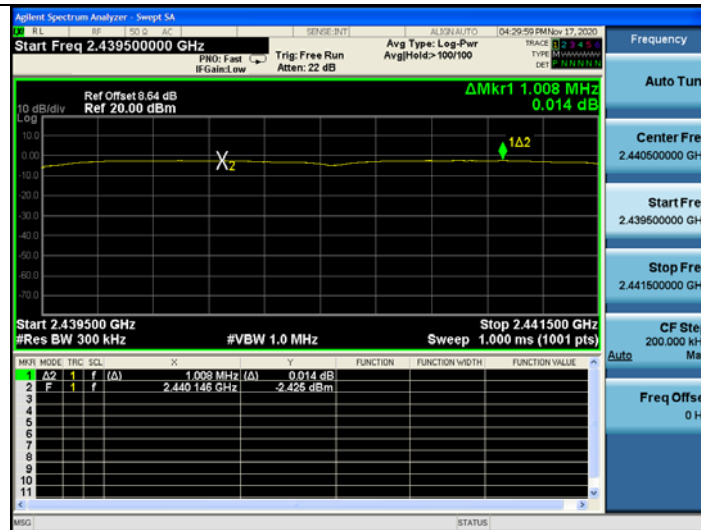 Agilent Spectrum Analyzer - Swept SA
RL RF 50 Ω AC SENSE:INT ALIGNAUTO 04:29:59 PM Nov 17, 2020
Start Freq 2.439500000 GHz
PNO: Fast
IFGain:Low
Trig: Free Run
Atten: 22 dB
Avg Type: Log-Pwr
Avg|Hold:> 100/100
TRACE 1 2 3 4 5 6
TYPE M
DET P N N N N N
10 dB/div
Log
Ref Offset 8.64 dB
Ref 20.00 dBm
ΔMkr1 1.008 MHz
0.014 dB
10.0
0.00
-10.0
-20.0
-30.0
-40.0
-50.0
-60.0
-70.0
X2
1Δ2
Start 2.439500 GHz
Stop 2.441500 GHz
#Res BW 300 kHz
#VBW 1.0 MHz
Sweep 1.000 ms (1001 pts)
MKR MODE TRC SCL X Y FUNCTION FUNCTION WIDTH FUNCTION VALUE
1 Δ2 1 f (Δ) 1.008 MHz (Δ) 0.014 dB
2 F 1 f 2.440 146 GHz -2.425 dBm
3
4
5
6
7
8
9
10
11
MSG
STATUS
Frequency
Auto Tun
Center Fre
2.440500000 GH
Start Fre
2.439500000 GH
Stop Fre
2.441500000 GH
CF Ste
200.000 kH
Auto Ma
Freq Offse
0 H